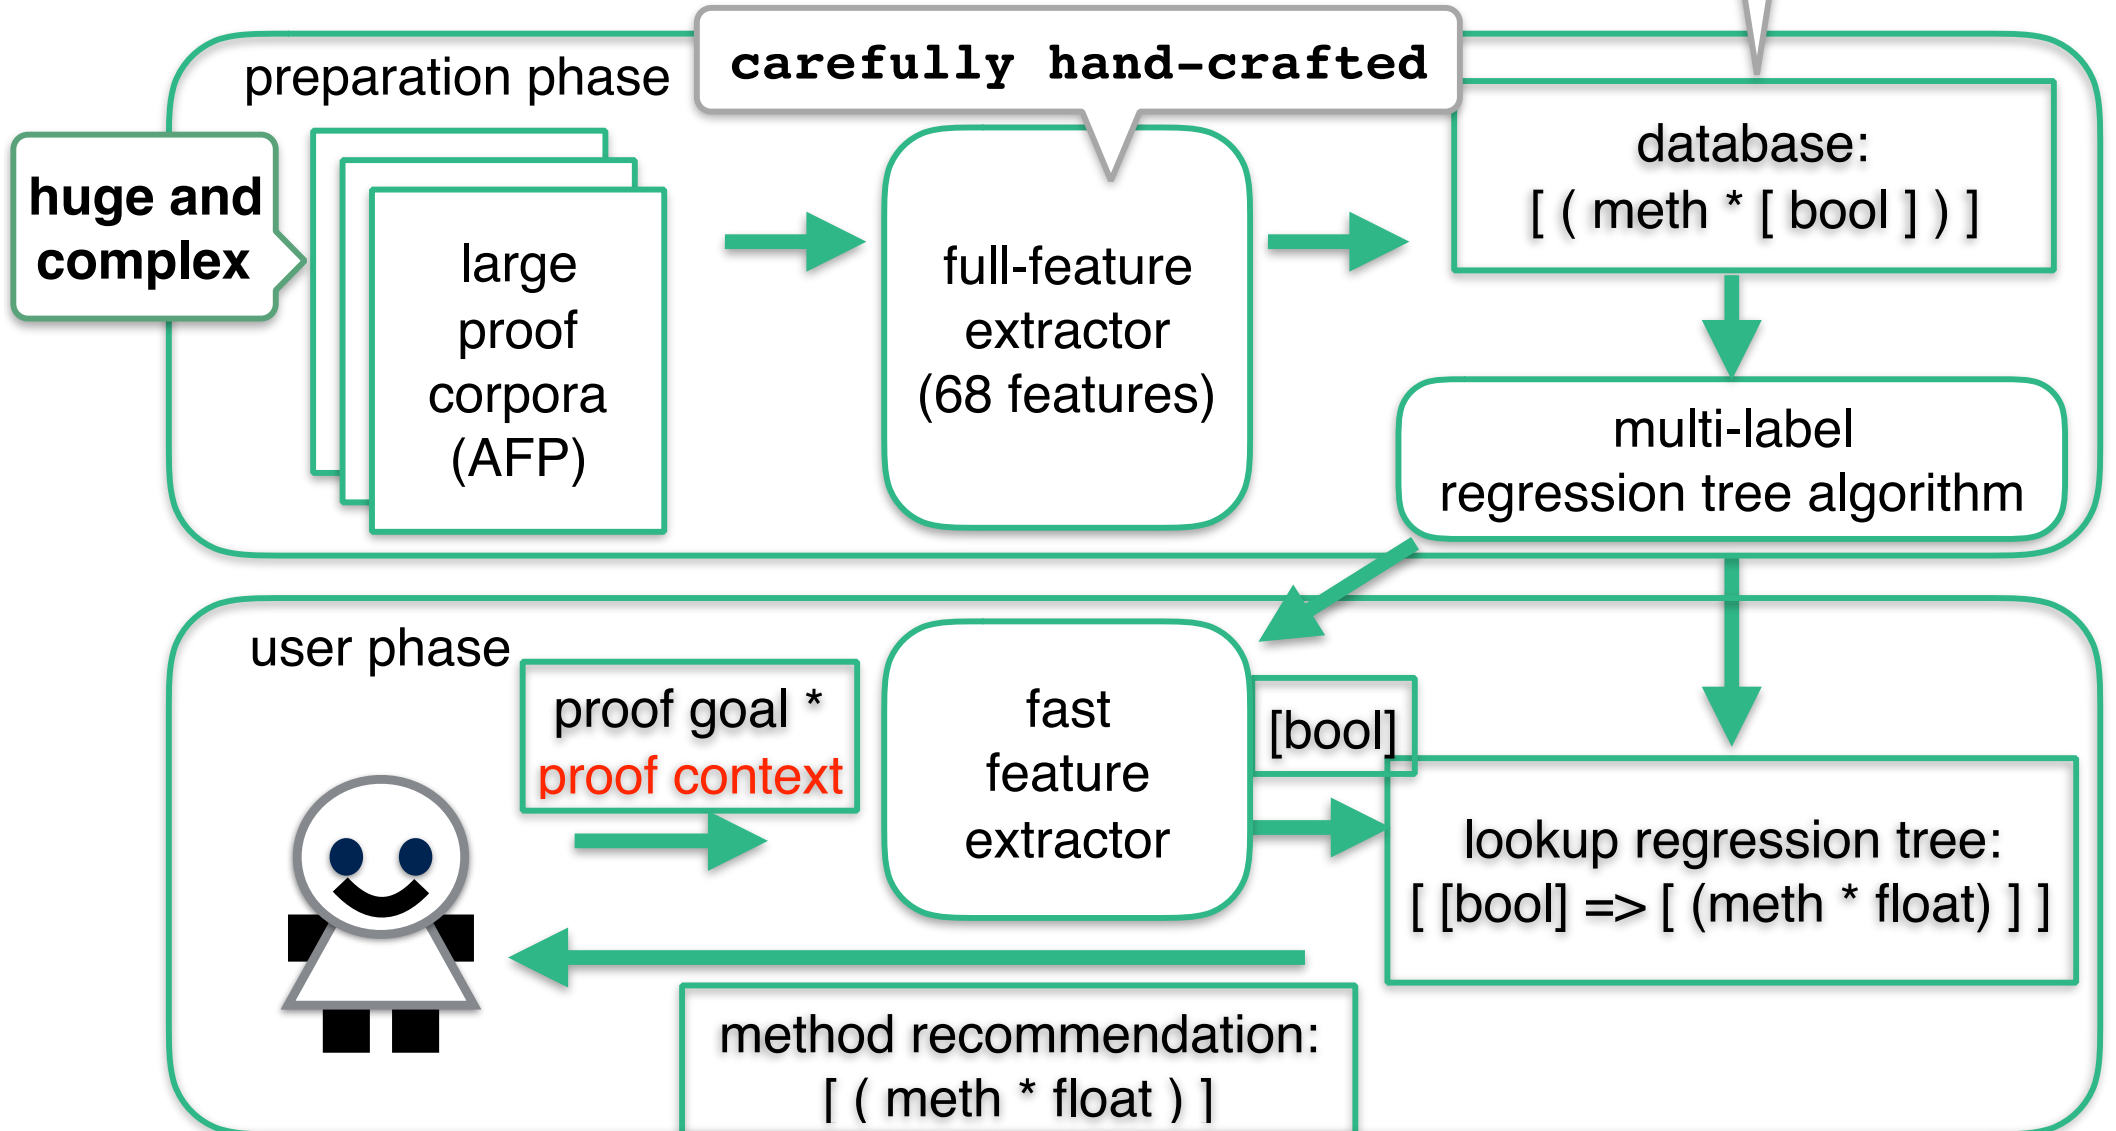 carefully hand-crafted
preparation phase
huge and
complex
large
proof
corpora
(AFP)
full-feature
extractor
(68 features)
database:
[ ( meth * [ bool ] ) ]
multi-label
regression tree algorithm
user phase
proof goal *
proof context
fast
feature
extractor
[bool]
lookup regression tree:
[ [bool] => [ (meth * float) ] ]
method recommendation:
[ ( meth * float ) ]